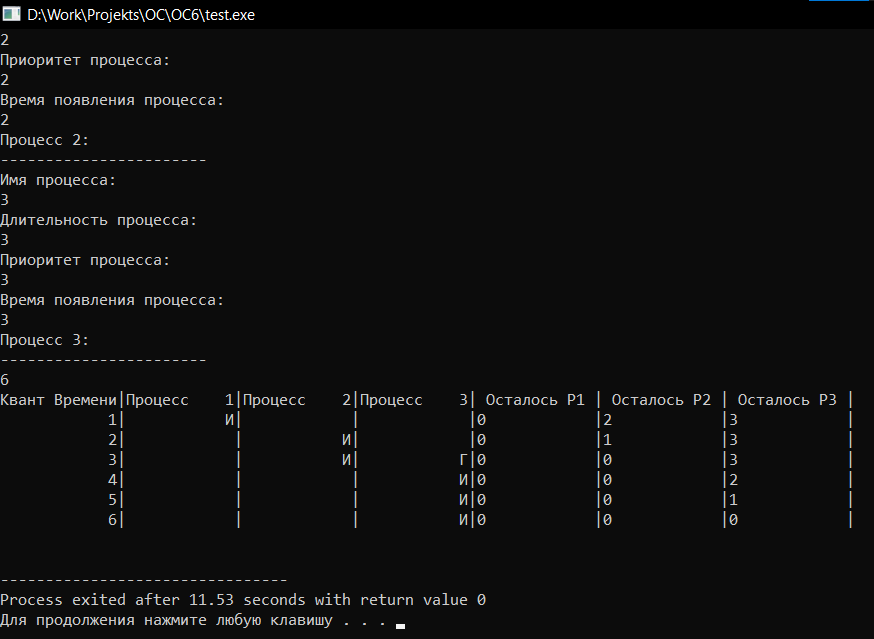 D:\Work\Projekts\OC\OC6\test.exe
2
Приоритет процесса:
2
Время появления процесса:
2
Процесс 2:
-----------------------
Имя процесса:
3
Длительность процесса:
3
Приоритет процесса:
3
Время появления процесса:
3
Процесс 3:
-----------------------
6
Квант Времени|Процесс    1|Процесс    2|Процесс    3| Осталось P1 | Осталось P2 | Осталось P3 |
            1|           И|            |            |0            |2            |3            |
            2|            |           И|            |0            |1            |3            |
            3|            |           И|           Г|0            |0            |3            |
            4|            |            |           И|0            |0            |2            |
            5|            |            |           И|0            |0            |1            |
            6|            |            |           И|0            |0            |0            |
--------------------------------
Process exited after 11.53 seconds with return value 0
Для продолжения нажмите любую клавишу . . .